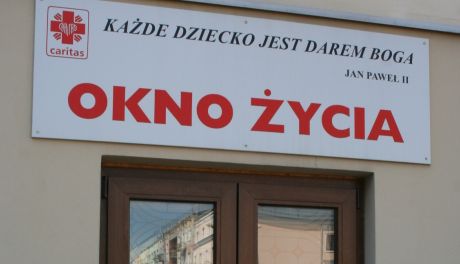 caritas
KAŻDE DZIECKO JEST DAREM BOGA
JAN PAWEŁ II
OKNO ŻYCIA